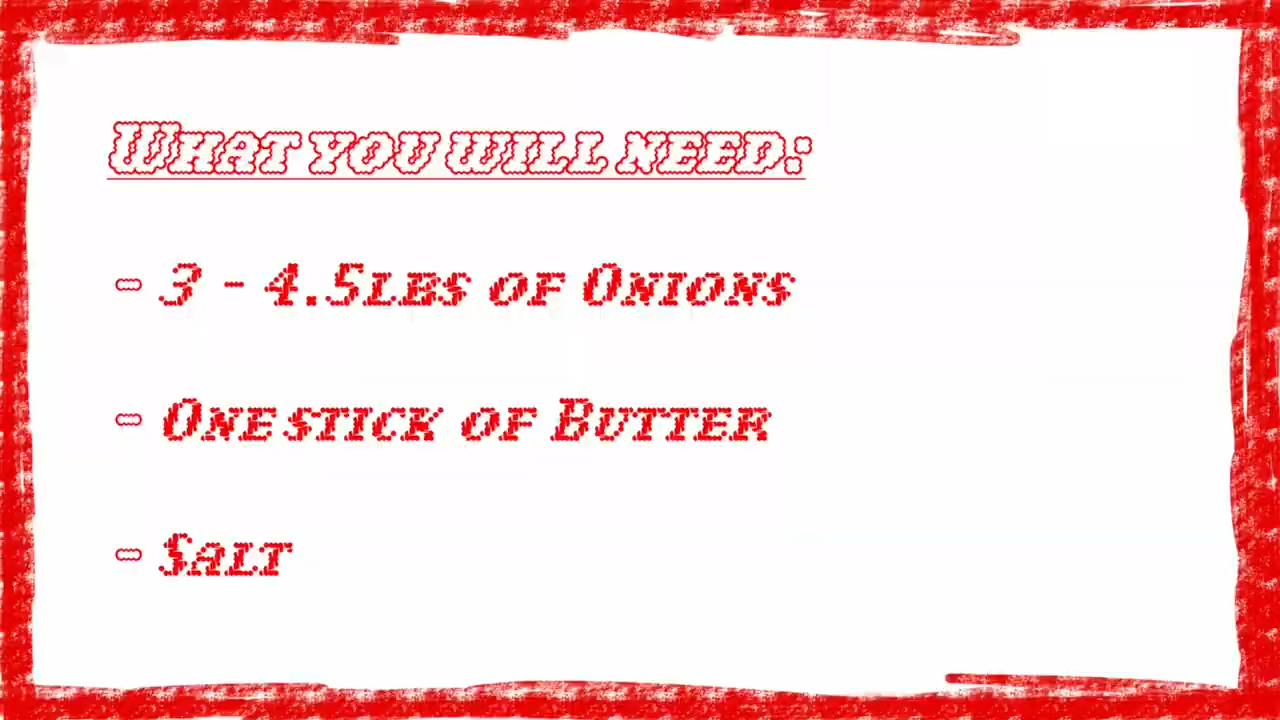 What you will need:
- 3 - 4.5lbs of Onions
- One stick of Butter
- Salt